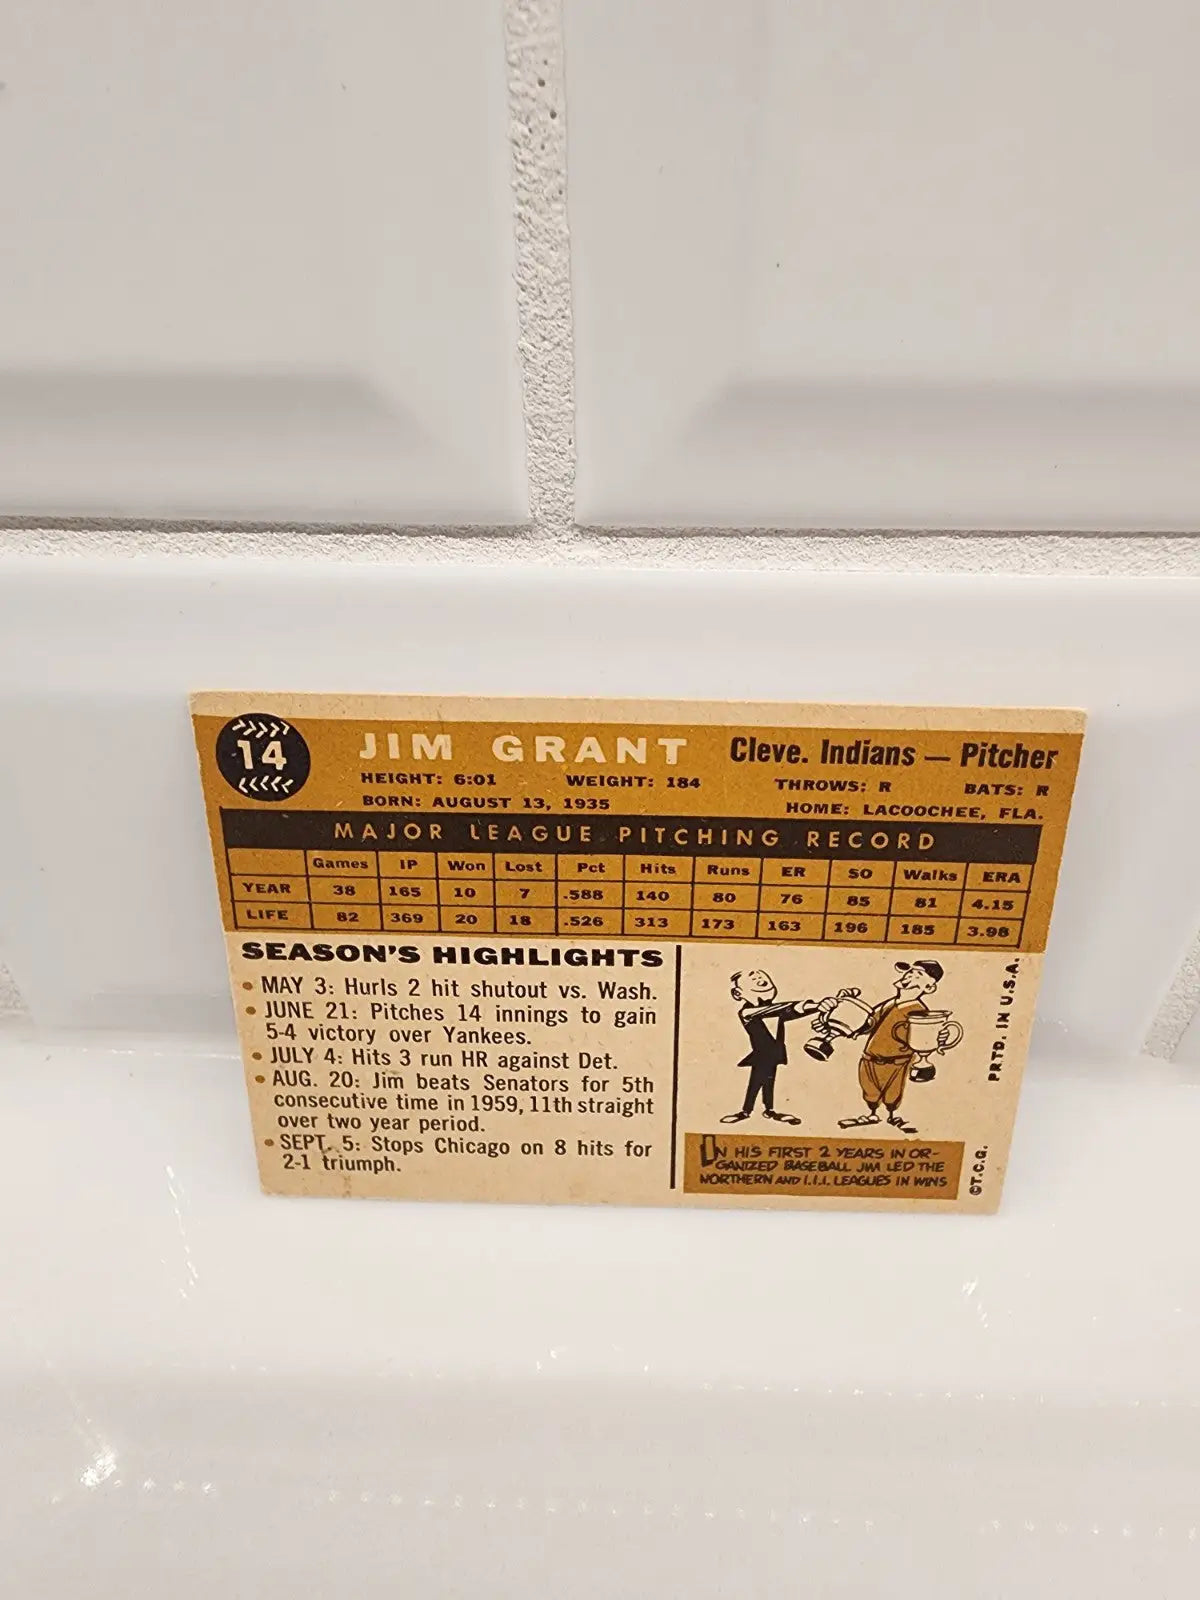 14
JIM GRANT Cleve. Indians — Pitcher
HEIGHT: 6:01 WEIGHT: 184 THROWS: R BATS: R
BORN: AUGUST 13, 1935 HOME: LACOOCHEE, FLA.
MAJOR LEAGUE PITCHING RECORD
Games IP Won Lost Pct Hits Runs ER SO Walks ERA
YEAR 38 165 10 7 .588 140 80 76 85 81 4.15
LIFE 82 369 20 18 .526 313 173 163 196 185 3.98
SEASON'S HIGHLIGHTS
• MAY 3: Hurls 2 hit shutout vs. Wash.
• JUNE 21: Pitches 14 innings to gain
5-4 victory over Yankees.
• JULY 4: Hits 3 run HR against Det.
• AUG. 20: Jim beats Senators for 5th
consecutive time in 1959, 11th straight
over two year period.
• SEPT. 5: Stops Chicago on 8 hits for
2-1 triumph.
IN HIS FIRST 2 YEARS IN OR-
GANIZED BASEBALL JIM LED THE
NORTHERN AND I.I.I. LEAGUES IN WINS
©T.C.G. PRTD. IN U.S.A.